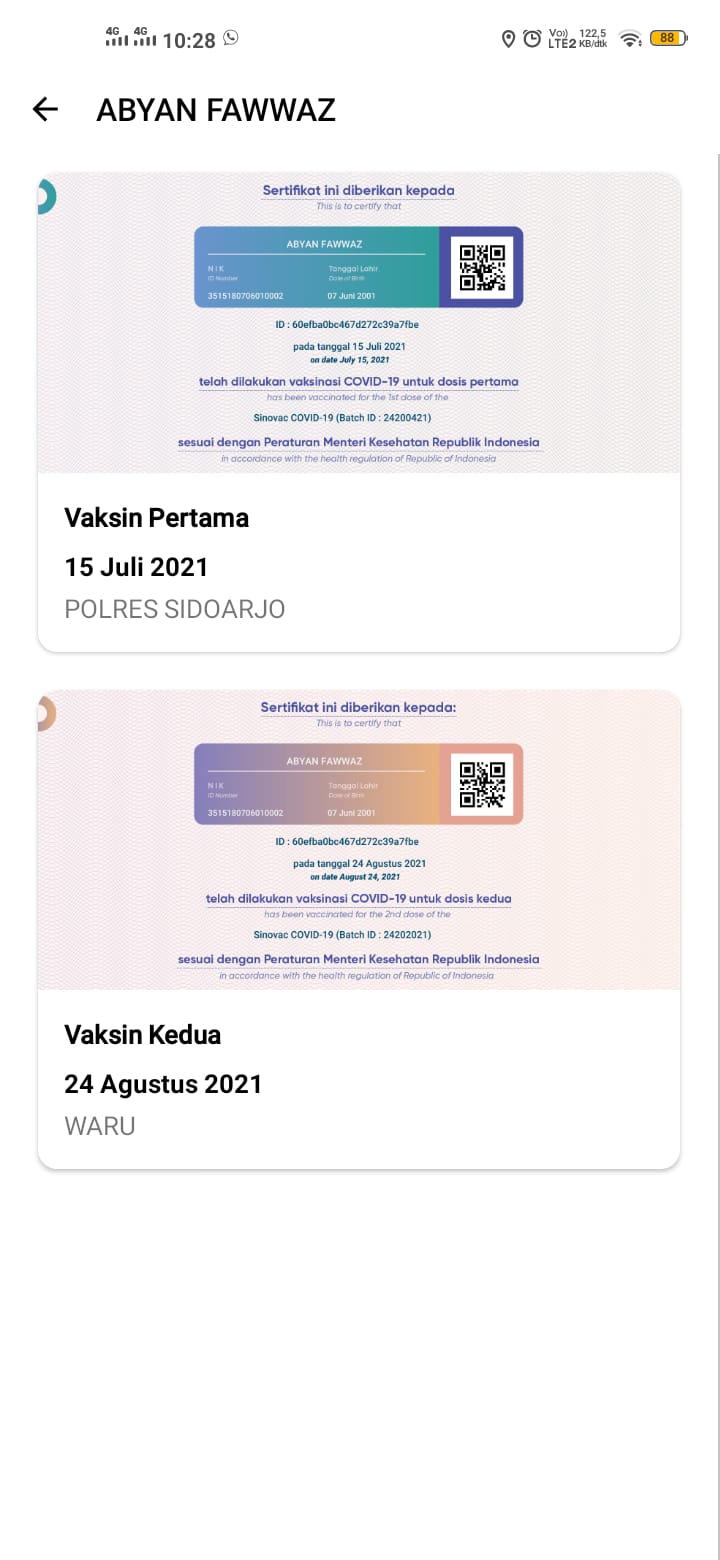 4G 4G 10:28 Vo)) LTE2 122,5 KB/dtk 88
ABYAN FAWWAZ
Sertifikat ini diberikan kepada
This is to certify that
ABYAN FAWWAZ
NIK Tanggal Lahir
ID Number Date of Birth
3515180706010002 07 Juni 2001
ID : 60efba0bc467d272c39a7fbe
pada tanggal 15 Juli 2021
on date July 15, 2021
telah dilakukan vaksinasi COVID-19 untuk dosis pertama
has been vaccinated for the 1st dose of the
Sinovac COVID-19 (Batch ID : 24200421)
sesuai dengan Peraturan Menteri Kesehatan Republik Indonesia
in accordance with the health regulation of Republic of Indonesia
Vaksin Pertama
15 Juli 2021
POLRES SIDOARJO
Sertifikat ini diberikan kepada:
This is to certify that
ABYAN FAWWAZ
NIK Tanggal Lahir
ID Number Date of Birth
3515180706010002 07 Juni 2001
ID : 60efba0bc467d272c39a7fbe
pada tanggal 24 Agustus 2021
on date August 24, 2021
telah dilakukan vaksinasi COVID-19 untuk dosis kedua
has been vaccinated for the 2nd dose of the
Sinovac COVID-19 (Batch ID : 24202021)
sesuai dengan Peraturan Menteri Kesehatan Republik Indonesia
in accordance with the health regulation of Republic of Indonesia
Vaksin Kedua
24 Agustus 2021
WARU